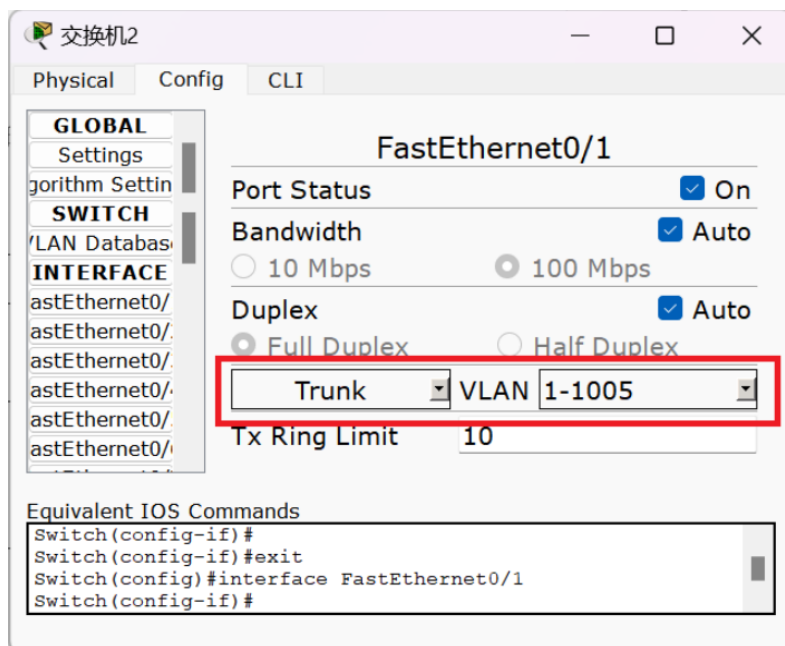 交换机2
Physical Config CLI
GLOBAL
Settings
gorithm Settin
SWITCH
VLAN Databas
INTERFACE
astEthernet0/
astEthernet0/
astEthernet0/
astEthernet0/
astEthernet0/
astEthernet0/
FastEthernet0/1
Port Status On
Bandwidth Auto
10 Mbps 100 Mbps
Duplex Auto
Full Duplex Half Duplex
Trunk VLAN 1-1005
Tx Ring Limit 10
Equivalent IOS Commands
Switch(config-if)#
Switch(config-if)#exit
Switch(config)#interface FastEthernet0/1
Switch(config-if)#